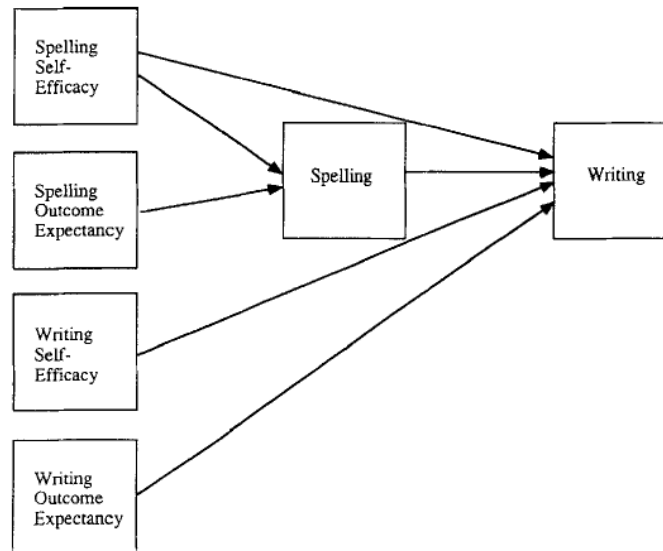 Spelling
Self-
Efficacy
Spelling
Outcome
Expectancy
Writing
Self-
Efficacy
Writing
Outcome
Expectancy
Spelling
Writing